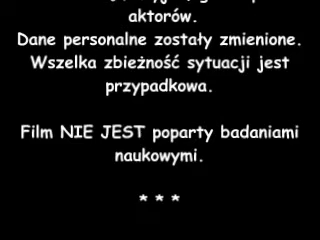 aktorów.
Dane personalne zostały zmienione.
Wszelka zbieżność sytuacji jest
przypadkowa.
Film NIE JEST poparty badaniami
naukowymi.
* * *